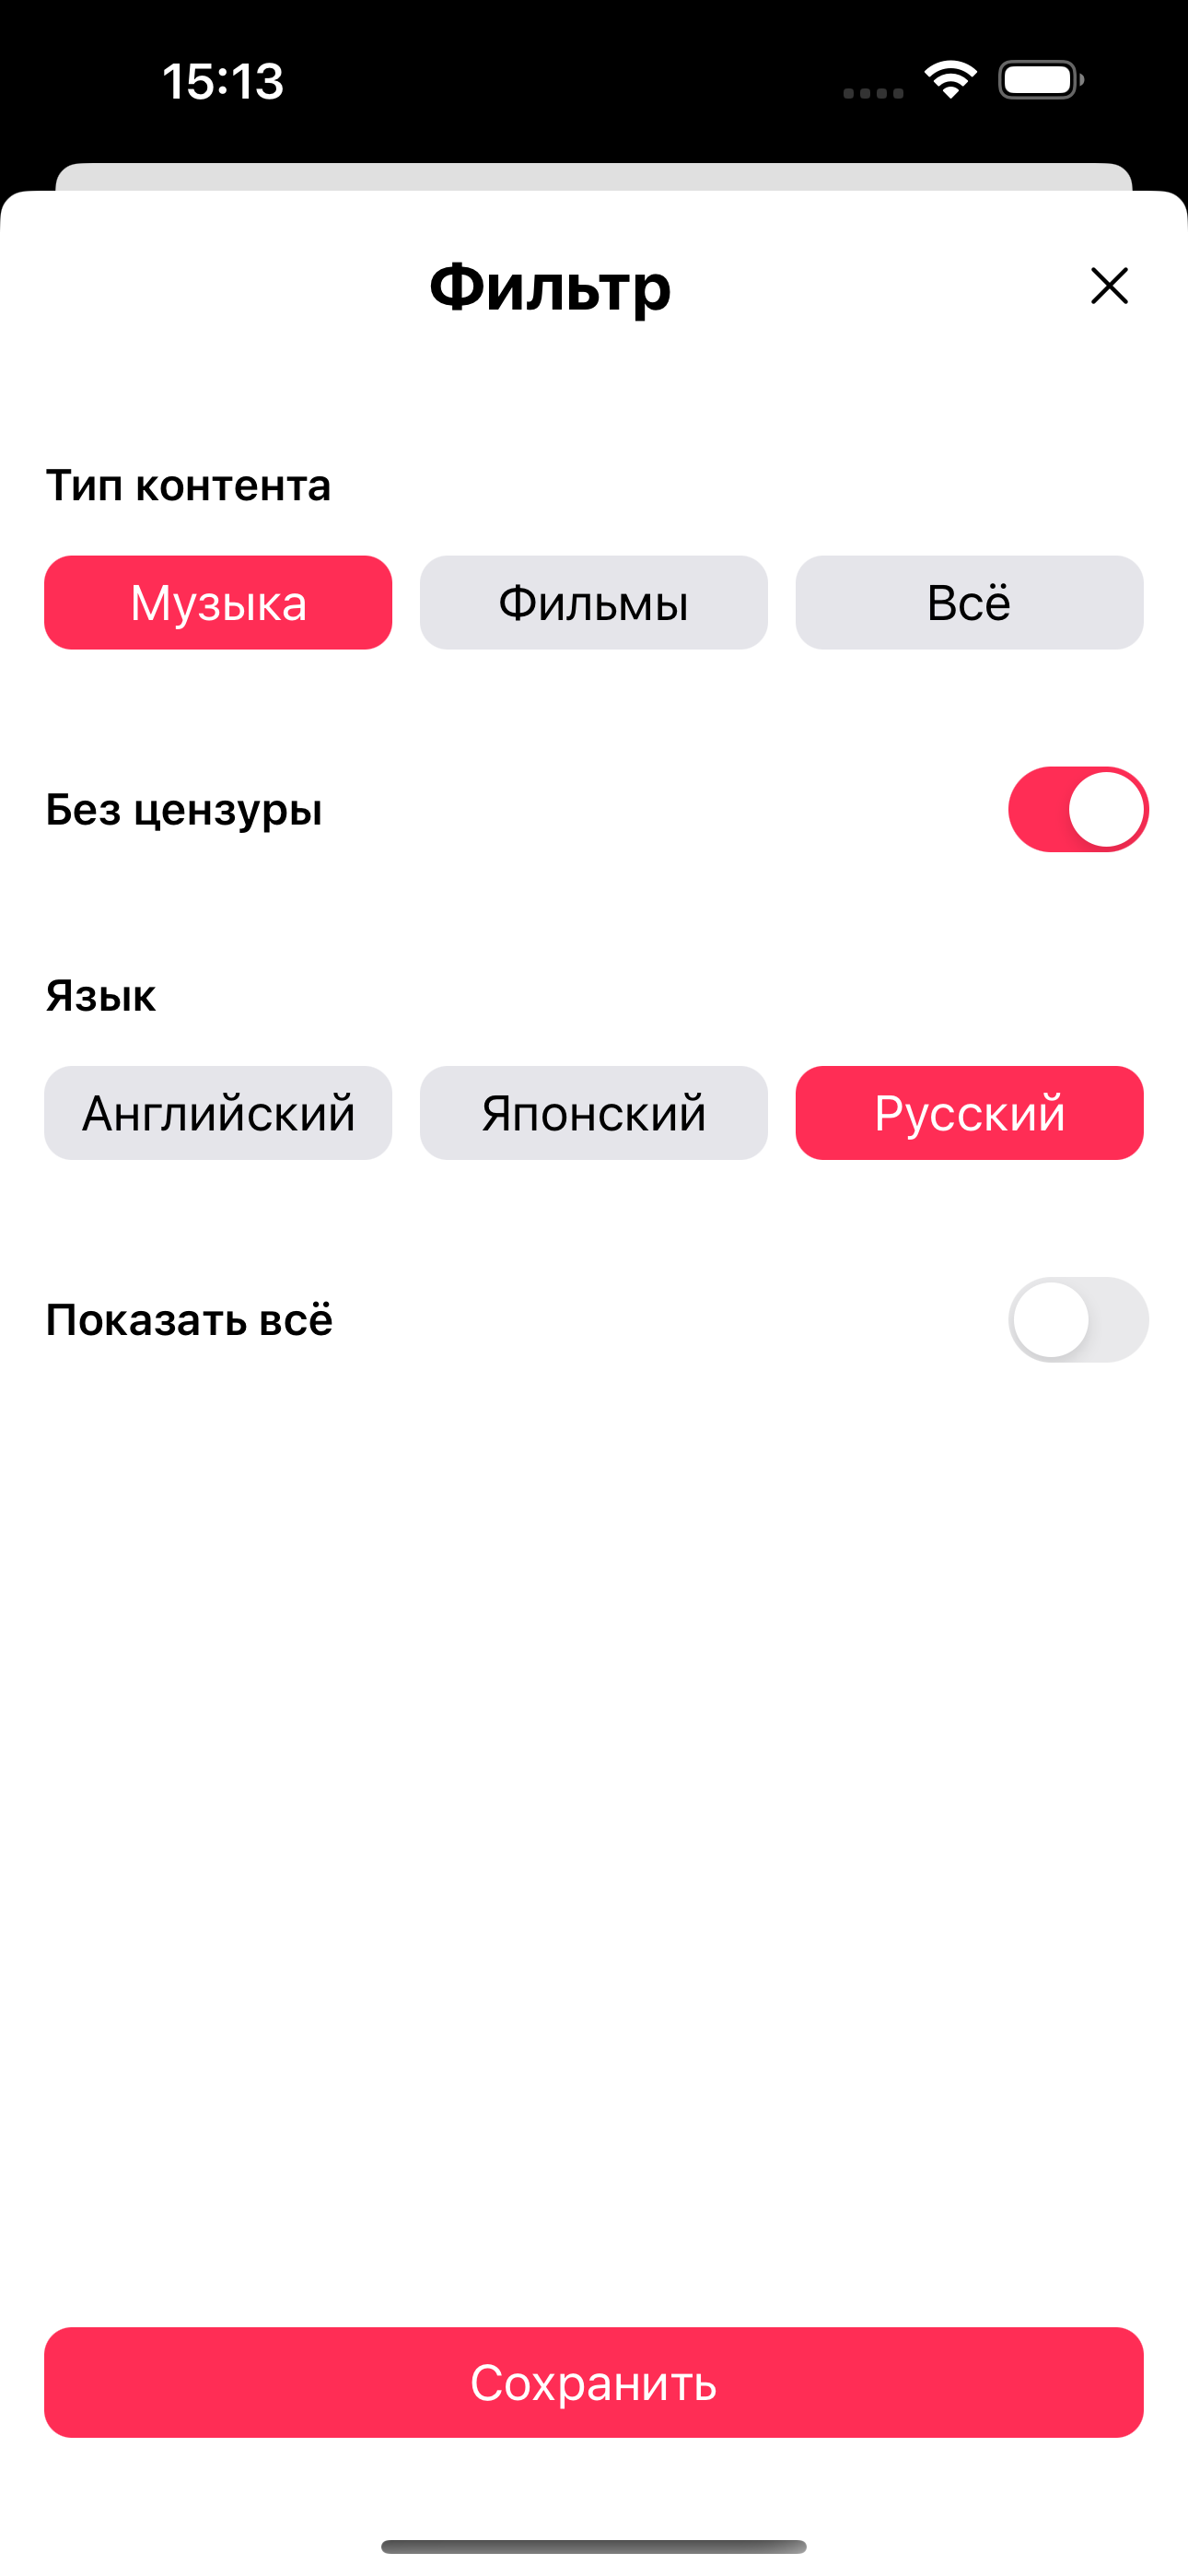 15:13
Фильтр
Тип контента
Музыка Фильмы Всё
Без цензуры
Язык
Английский Японский Русский
Показать всё
Сохранить